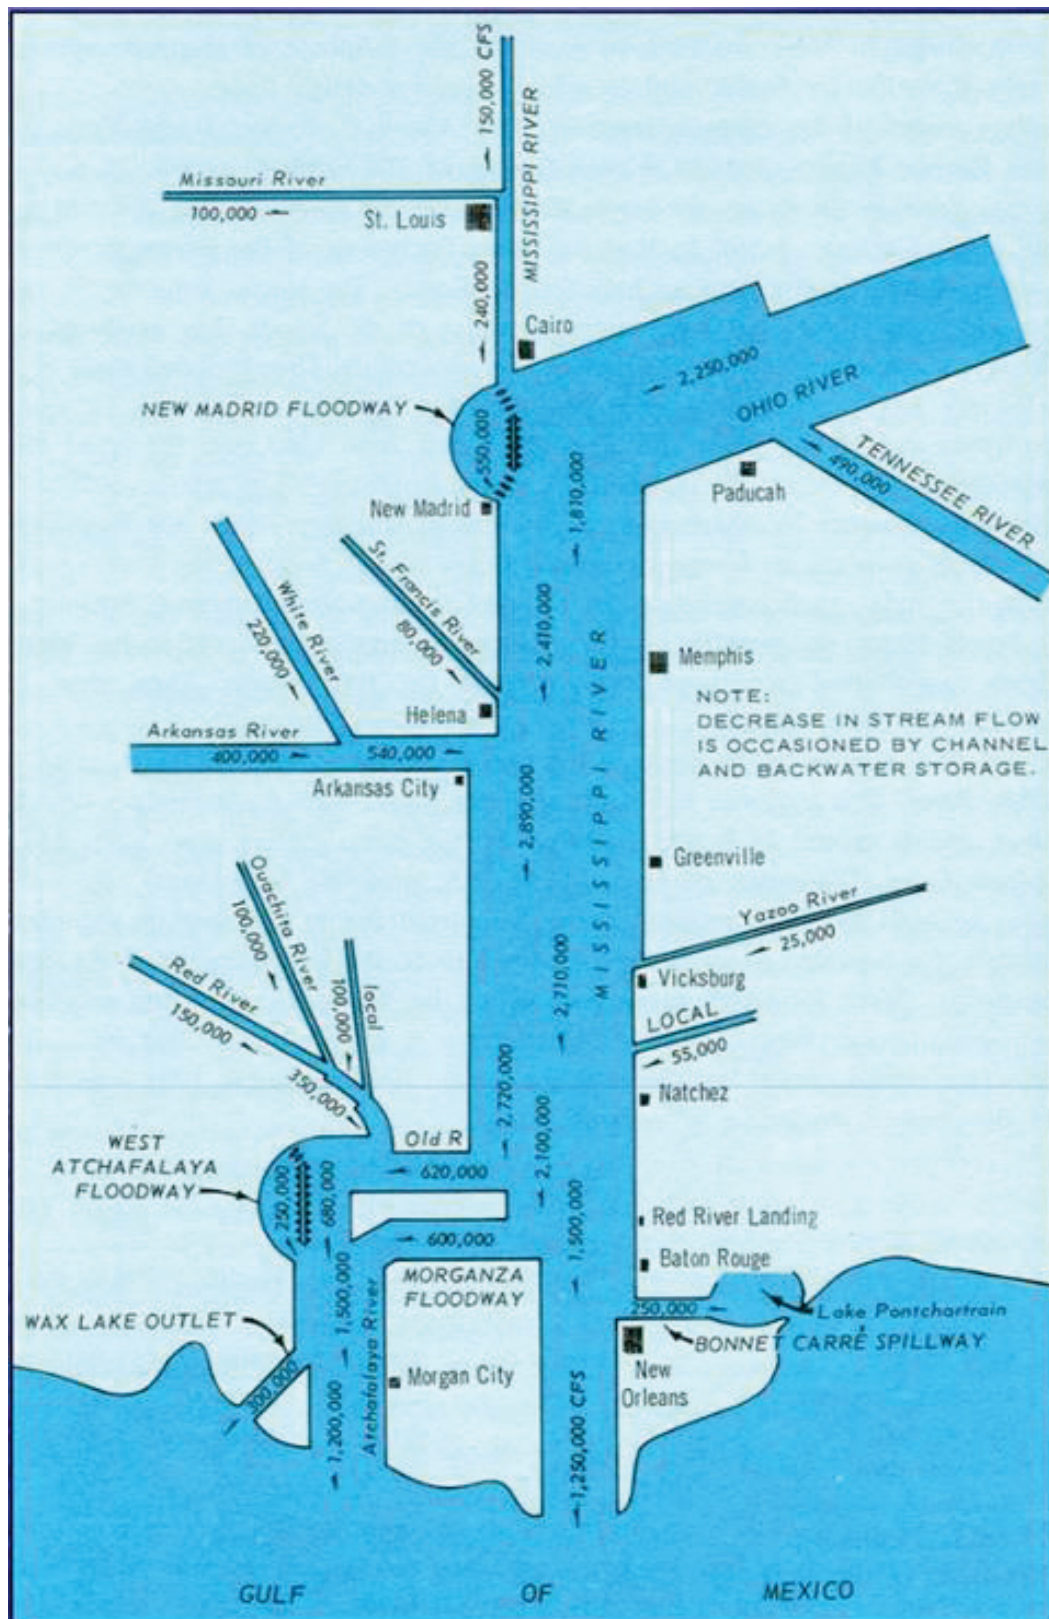 150,000 CFS
MISSISSIPPI RIVER
Missouri River
100,000
St. Louis
240,000
Cairo
2,250,000
OHIO RIVER
NEW MADRID FLOODWAY
550,000
TENNESSEE RIVER
490,000
Paducah
New Madrid
1,810,000
St. Francis River
80,000
White River
220,000
2,410,000
Memphis
NOTE:
DECREASE IN STREAM FLOW
IS OCCASIONED BY CHANNEL
AND BACKWATER STORAGE.
Helena
Arkansas River
400,000
540,000
Arkansas City
MISSISSIPPI RIVER
2,890,000
Greenville
Ouachita River
100,000
Yazoo River
25,000
local
100,000
Red River
150,000
350,000
Vicksburg
2,710,000
LOCAL
55,000
Natchez
2,720,000
2,100,000
WEST
ATCHAFALAYA
FLOODWAY
Old R
620,000
250,000
680,000
Red River Landing
600,000
Baton Rouge
1,500,000
MORGANZA
FLOODWAY
1,500,000
Atchafalaya River
250,000
Lake Pontchartrain
BONNET CARRÉ SPILLWAY
WAX LAKE OUTLET
300,000
New
Orleans
Morgan City
1,200,000
1,250,000 CFS
GULF OF MEXICO